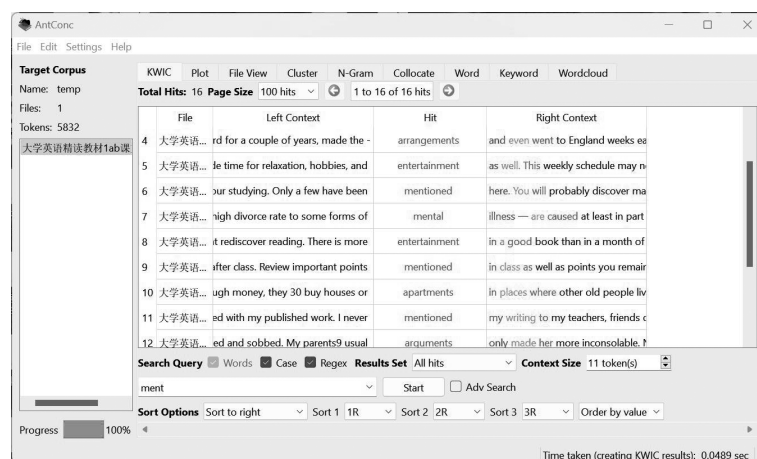 AntConc
File Edit Settings Help
Target Corpus
Name: temp
Files: 1
Tokens: 5832
大学英语精读教材1ab课
Progress 100%
KWIC Plot File View Cluster N-Gram Collocate Word Keyword Wordcloud
Total Hits: 16 Page Size 100 hits 1 to 16 of 16 hits
File Left Context Hit Right Context
4 大学英语... rd for a couple of years, made the - arrangements and even went to England weeks ea
5 大学英语... de time for relaxation, hobbies, and entertainment as well. This weekly schedule may n
6 大学英语... our studying. Only a few have been mentioned here. You will probably discover ma
7 大学英语... high divorce rate to some forms of mental illness — are caused at least in part
8 大学英语... t rediscover reading. There is more entertainment in a good book than in a month of
9 大学英语... after class. Review important points mentioned in class as well as points you remair
10 大学英语... ugh money, they 30 buy houses or apartments in places where other old people liv
11 大学英语... ed with my published work. I never mentioned my writing to my teachers, friends c
12 大学英语... ed and sobbed. My parents9 usual arguments only made her more inconsolable. N
Search Query Words Case Regex Results Set All hits Context Size 11 token(s)
ment Start Adv Search
Sort Options Sort to right Sort 1 1R Sort 2 2R Sort 3 3R Order by value
Time taken (creating KWIC results): 0.0489 sec